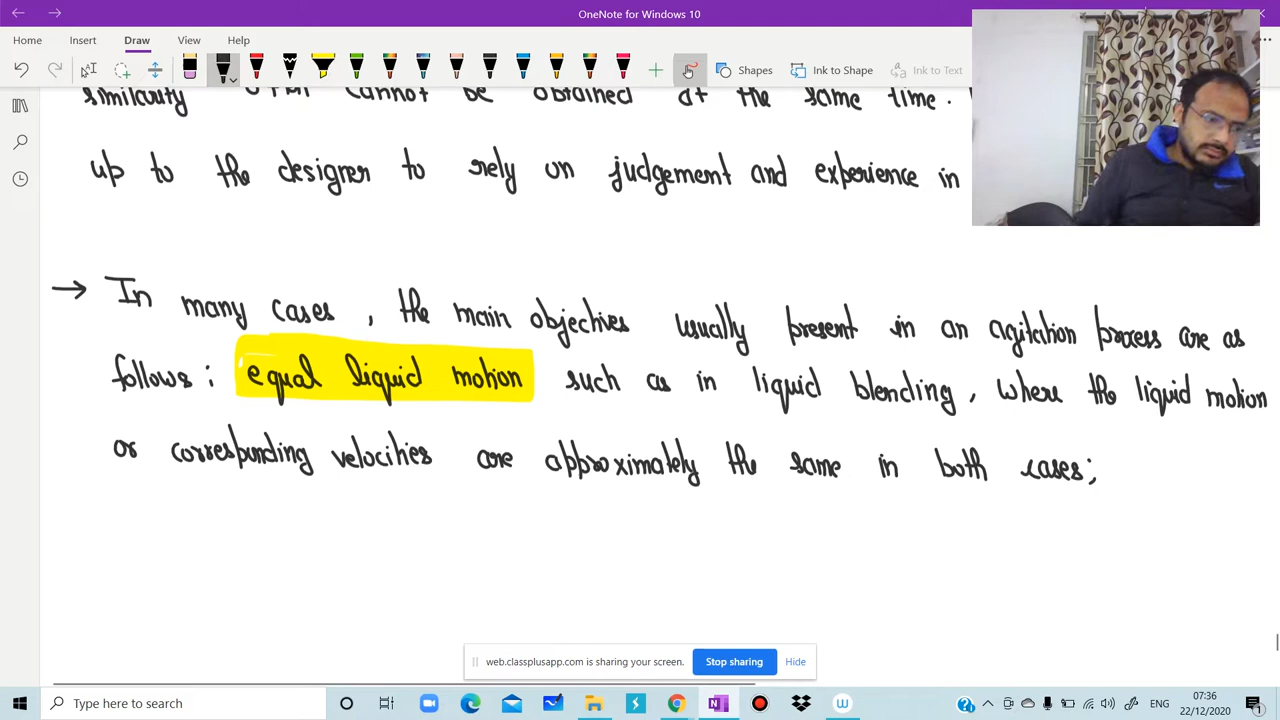 OneNote for Windows 10
Home Insert Draw View Help
Shapes Ink to Shape Ink to Text
similarity often cannot be obtained at the same time.
up to the designer to rely on judgement and experience in
→ In many cases, the main objectives usually present in an agitation process are as
follows: equal liquid motion such as in liquid blending, where the liquid motion
or corresponding velocities are approximately the same in both cases;
web.classplusapp.com is sharing your screen. Stop sharing Hide
Type here to search
ENG
07:36
22/12/2020